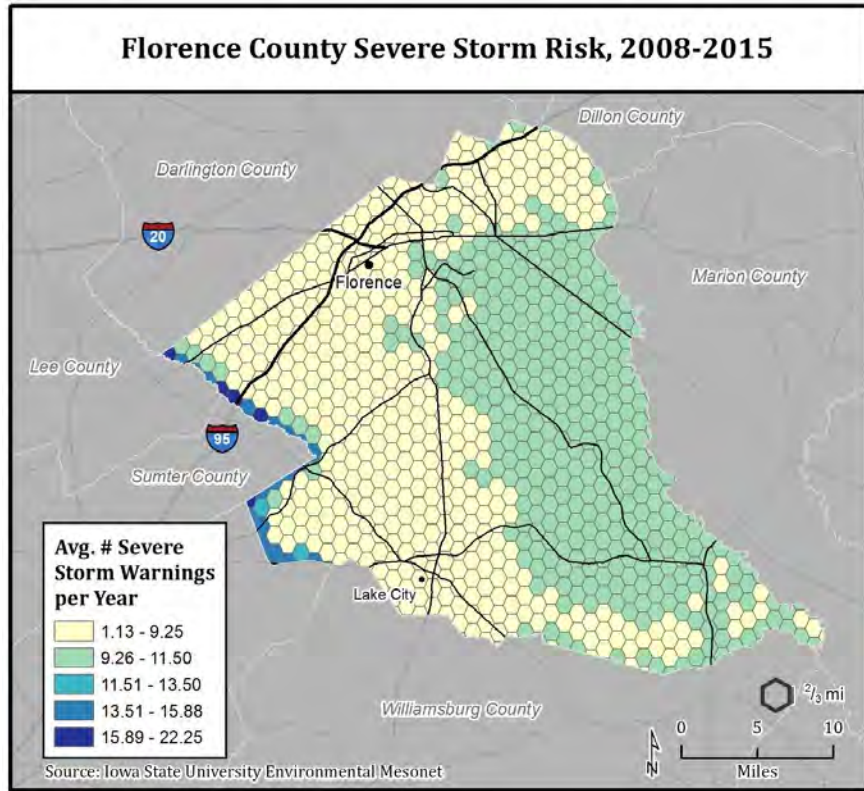 Florence County Severe Storm Risk, 2008-2015
Dillon County
Darlington County
20
Marion County
Florence
Lee County
95
Sumter County
Avg. # Severe
Storm Warnings
per Year
1.13 - 9.25
9.26 - 11.50
11.51 - 13.50
13.51 - 15.88
15.89 - 22.25
Lake City
Williamsburg County
2/3 mi
0 5 10
Miles
N
Source: Iowa State University Environmental Mesonet